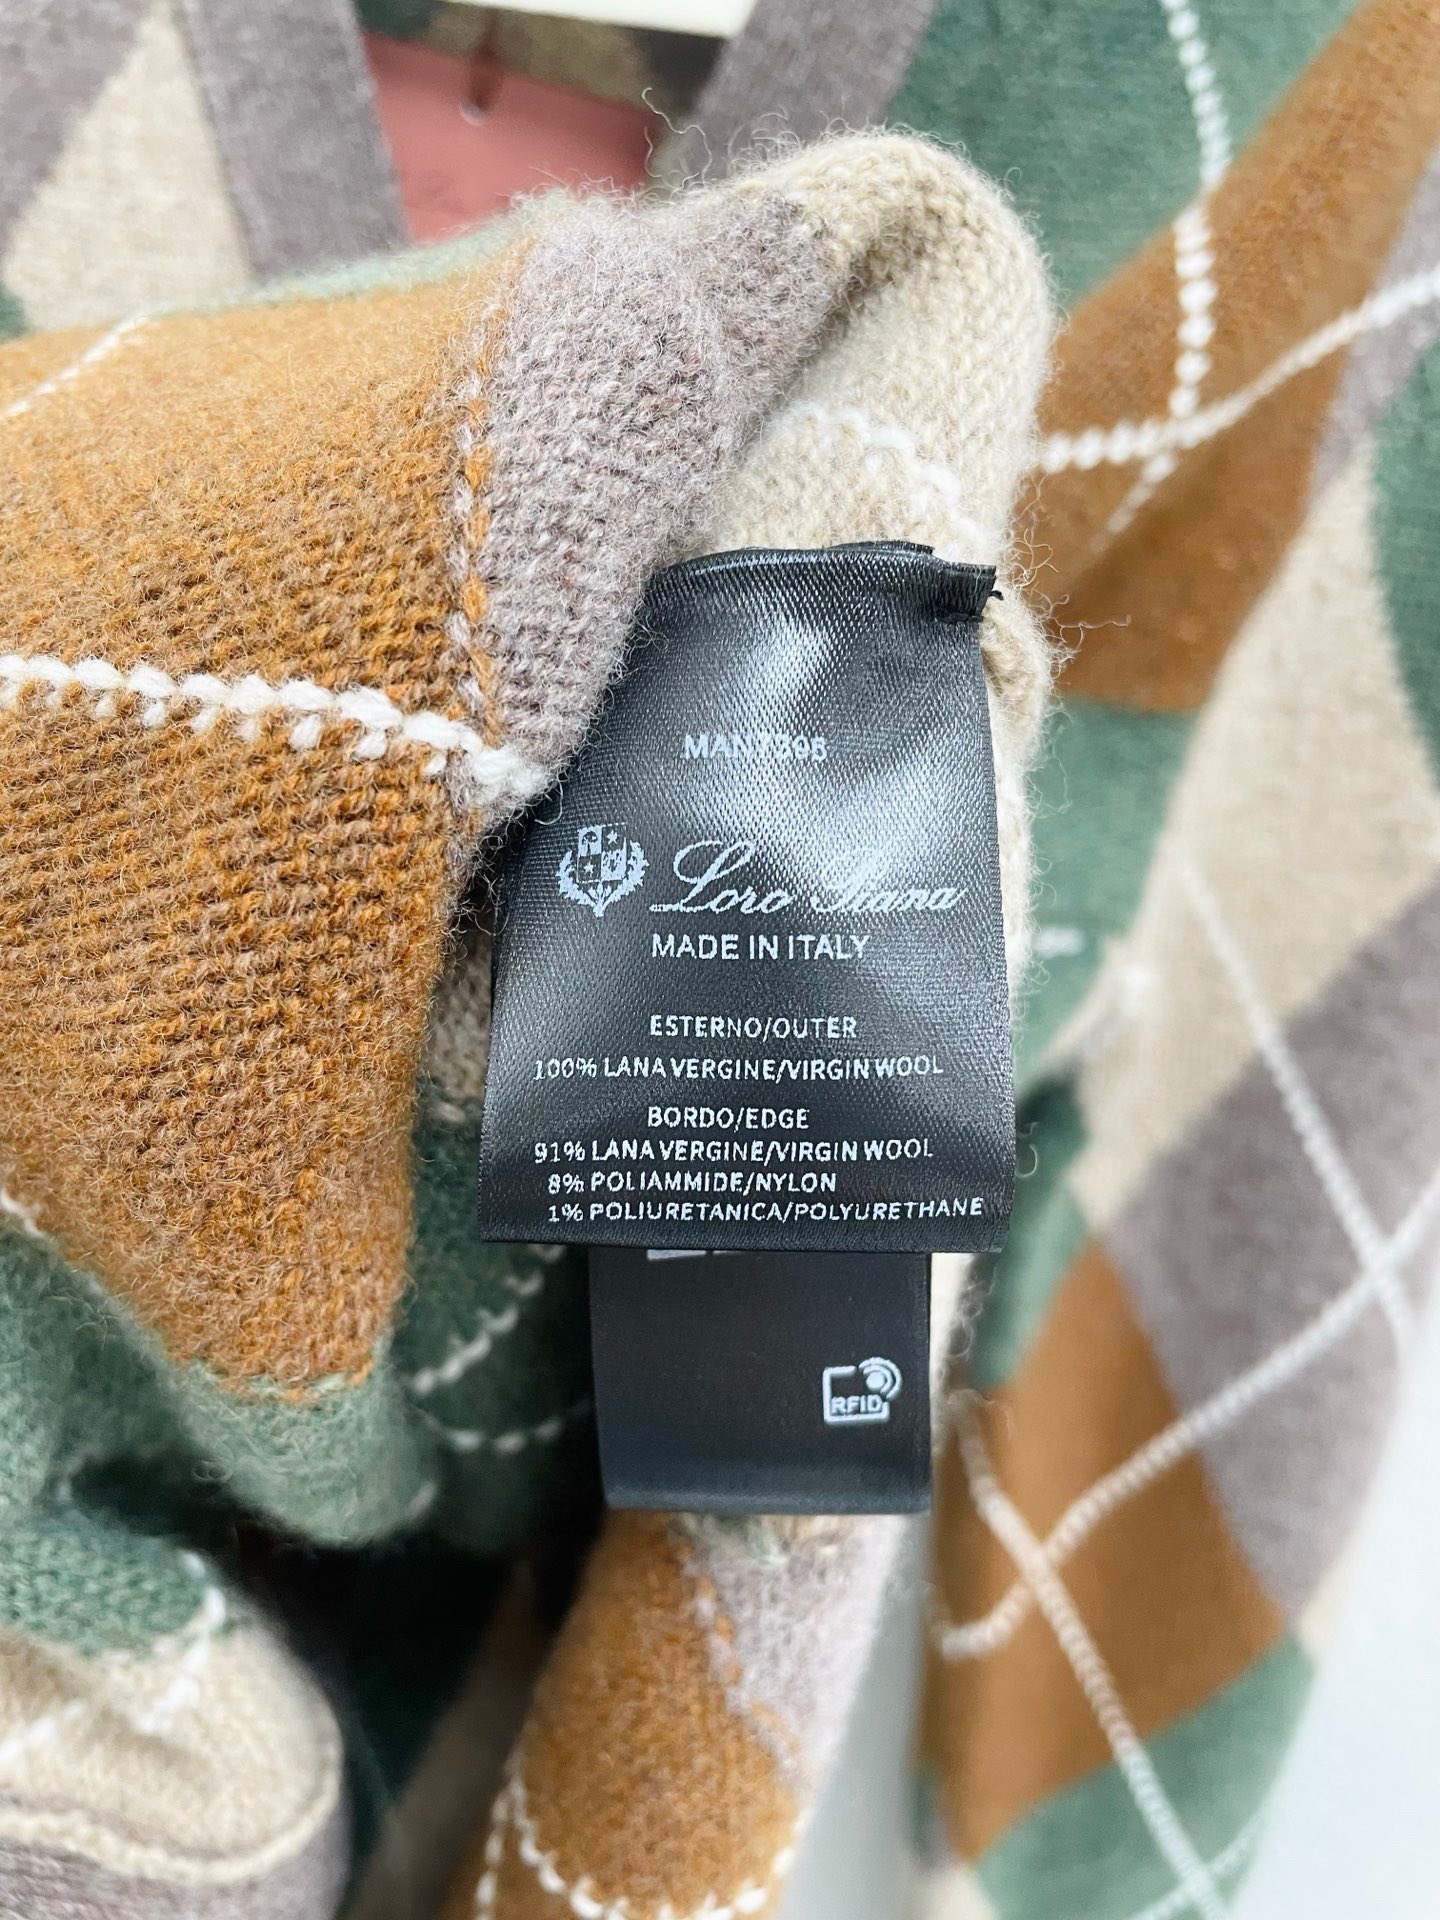 Loro Piana
MADE IN ITALY
ESTERNO/OUTER
100% LANA VERGINE/VIRGIN WOOL
BORDO/EDGE
91% LANA VERGINE/VIRGIN WOOL
8% POLIAMMIDE/NYLON
1% POLIURETANICA/POLYURETHANE
RFID